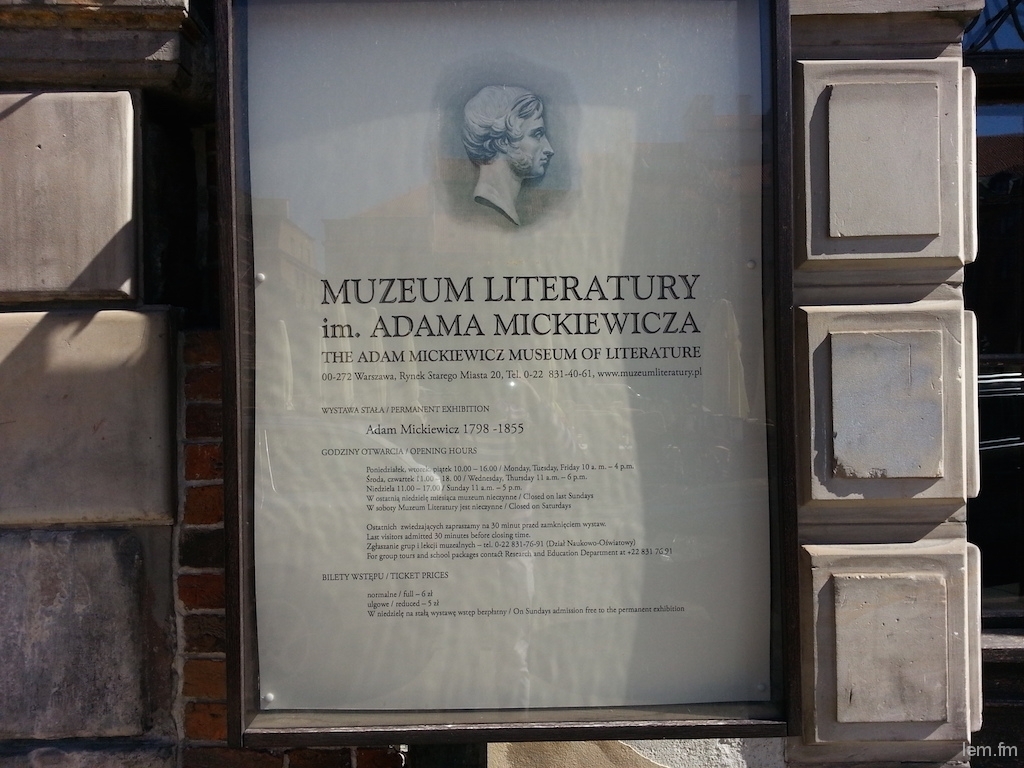 MUZEUM LITERATURY
im. ADAMA MICKIEWICZA
THE ADAM MICKIEWICZ MUSEUM OF LITERATURE
00-272 Warszawa, Rynek Starego Miasta 20, Tel. 0-22 831-40-61, www.muzeumliteratury.pl
WYSTAWA STAŁA / PERMANENT EXHIBITION
Adam Mickiewicz 1798 -1855
GODZINY OTWARCIA / OPENING HOURS
Poniedziałek, wtorek, piątek 10.00 – 16.00 / Monday, Tuesday, Friday 10 a. m. – 4 p.m.
Środa, czwartek 11.00 – 18. 00 / Wednesday, Thursday 11 a.m. – 6 p.m.
Niedziela 11.00 – 17.00 / Sunday 11 a.m. – 5 p.m.
W ostatnią niedzielę miesiąca muzeum nieczynne / Closed on last Sundays
W soboty Muzeum Literatury jest nieczynne / Closed on Saturdays
Ostatnich zwiedzających zapraszamy na 30 minut przed zamknięciem wystaw.
Last visitors admitted 30 minutes before closing time.
Zgłaszanie grup i lekcji muzealnych – tel. 0-22 831-76-91 (Dział Naukowo-Oświatowy)
For group tours and school packages contact Research and Education Department at +22 831 76 91
BILETY WSTĘPU / TICKET PRICES
normalne / full – 6 zł
ulgowe / reduced – 5 zł
W niedzielę na stałą wystawę wstęp bezpłatny / On Sundays admission free to the permanent exhibition
lem.fm